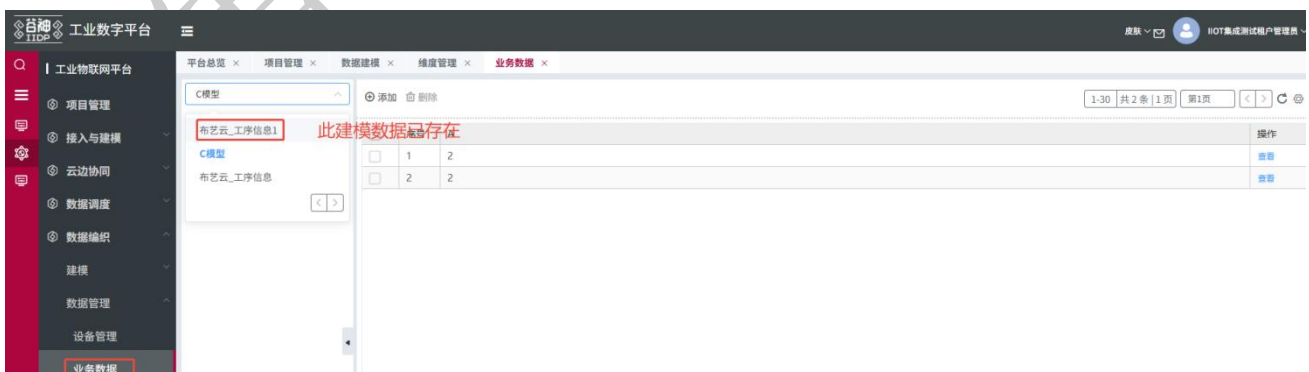 谷神 IIDP 工业数字平台
皮肤 IIOT集成测试租户管理员
工业物联网平台
平台总览 × 项目管理 × 数据建模 × 维度管理 × 业务数据 ×
项目管理
接入与建模
云边协同
数据调度
数据编织
建模
数据管理
设备管理
业务数据
C模型
布艺云_工序信息1
C模型
布艺云_工序信息
此建模数据已存在
添加 删除
1-30 共2条|1页 第1页
操作
1 2 查看
2 2 查看